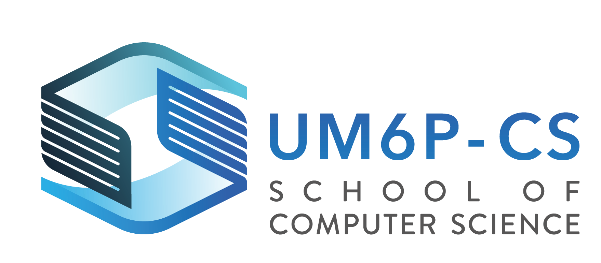 UM6P-CS
SCHOOL OF
COMPUTER SCIENCE